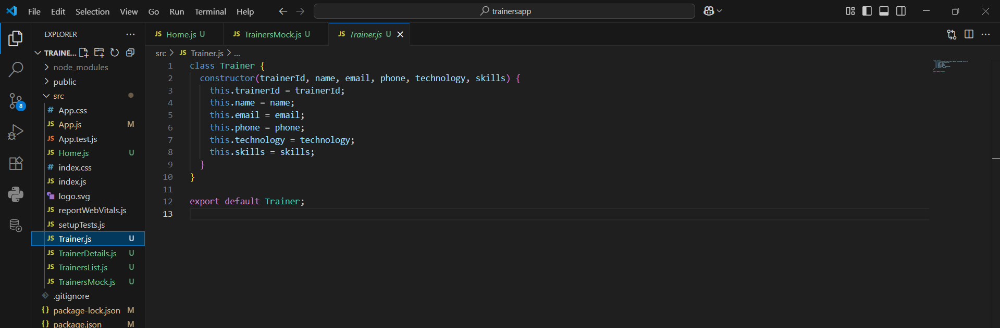 File Edit Selection View Go Run Terminal Help
trainersapp
EXPLORER
TRAINE...
node_modules
public
src
App.css
App.js M
App.test.js
Home.js U
index.css
index.js
logo.svg
reportWebVitals.js
setupTests.js
Trainer.js U
TrainerDetails.js U
TrainersList.js U
TrainersMock.js U
.gitignore
package-lock.json M
package.json M
8
JS Home.js U JS TrainersMock.js U JS Trainer.js U
src > JS Trainer.js > ...
1 class Trainer {
2 constructor(trainerId, name, email, phone, technology, skills) {
3 this.trainerId = trainerId;
4 this.name = name;
5 this.email = email;
6 this.phone = phone;
7 this.technology = technology;
8 this.skills = skills;
9 }
10 }
11
12 export default Trainer;
13